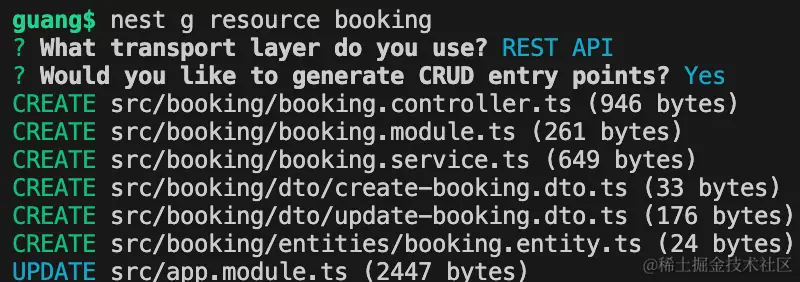 guang$ nest g resource booking
? What transport layer do you use? REST API
? Would you like to generate CRUD entry points? Yes
CREATE src/booking/booking.controller.ts (946 bytes)
CREATE src/booking/booking.module.ts (261 bytes)
CREATE src/booking/booking.service.ts (649 bytes)
CREATE src/booking/dto/create-booking.dto.ts (33 bytes)
CREATE src/booking/dto/update-booking.dto.ts (176 bytes)
CREATE src/booking/entities/booking.entity.ts (24 bytes)
UPDATE src/app.module.ts (2447 bytes)
@稀土掘金技术社区